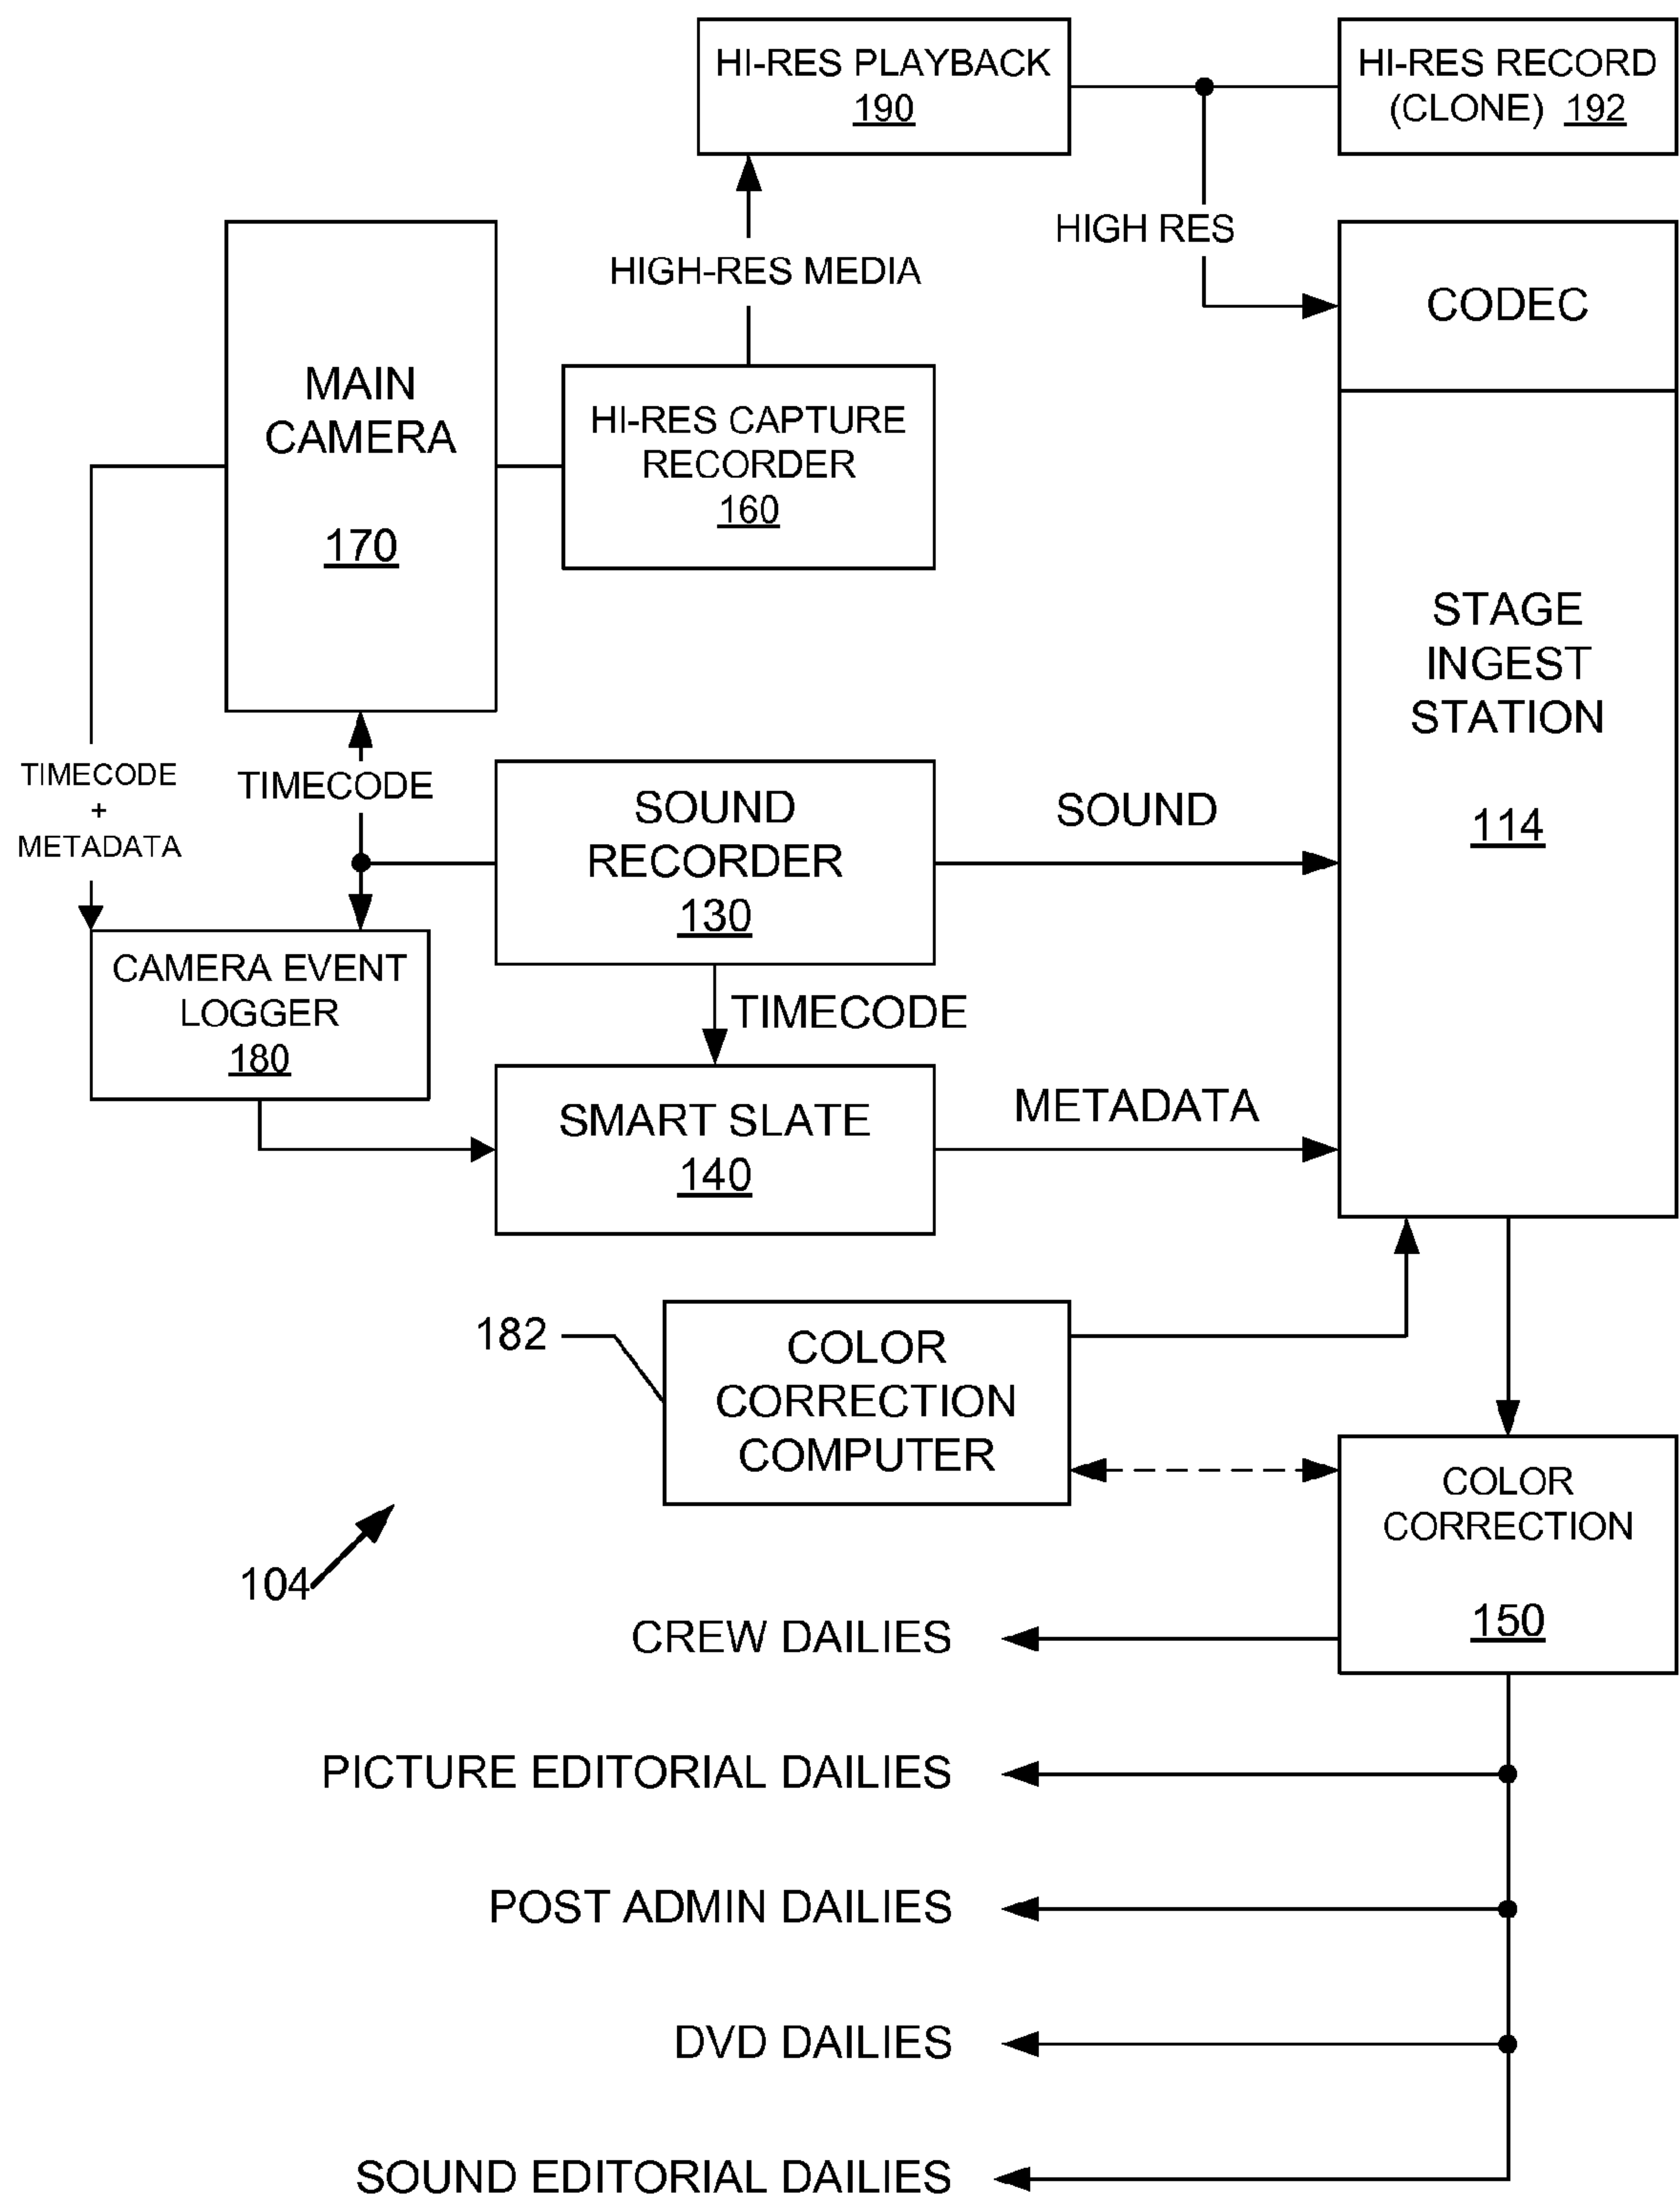 HI-RES PLAYBACK
190
HI-RES RECORD
(CLONE) 192
HIGH RES
HIGH-RES MEDIA
CODEC
MAIN
CAMERA
170
HI-RES CAPTURE
RECORDER
160
STAGE
INGEST
STATION
114
TIMECODE
+
METADATA
TIMECODE
SOUND
RECORDER
130
SOUND
CAMERA EVENT
LOGGER
180
TIMECODE
SMART SLATE
140
METADATA
182
COLOR
CORRECTION
COMPUTER
COLOR
CORRECTION
150
104
CREW DAILIES
PICTURE EDITORIAL DAILIES
POST ADMIN DAILIES
DVD DAILIES
SOUND EDITORIAL DAILIES